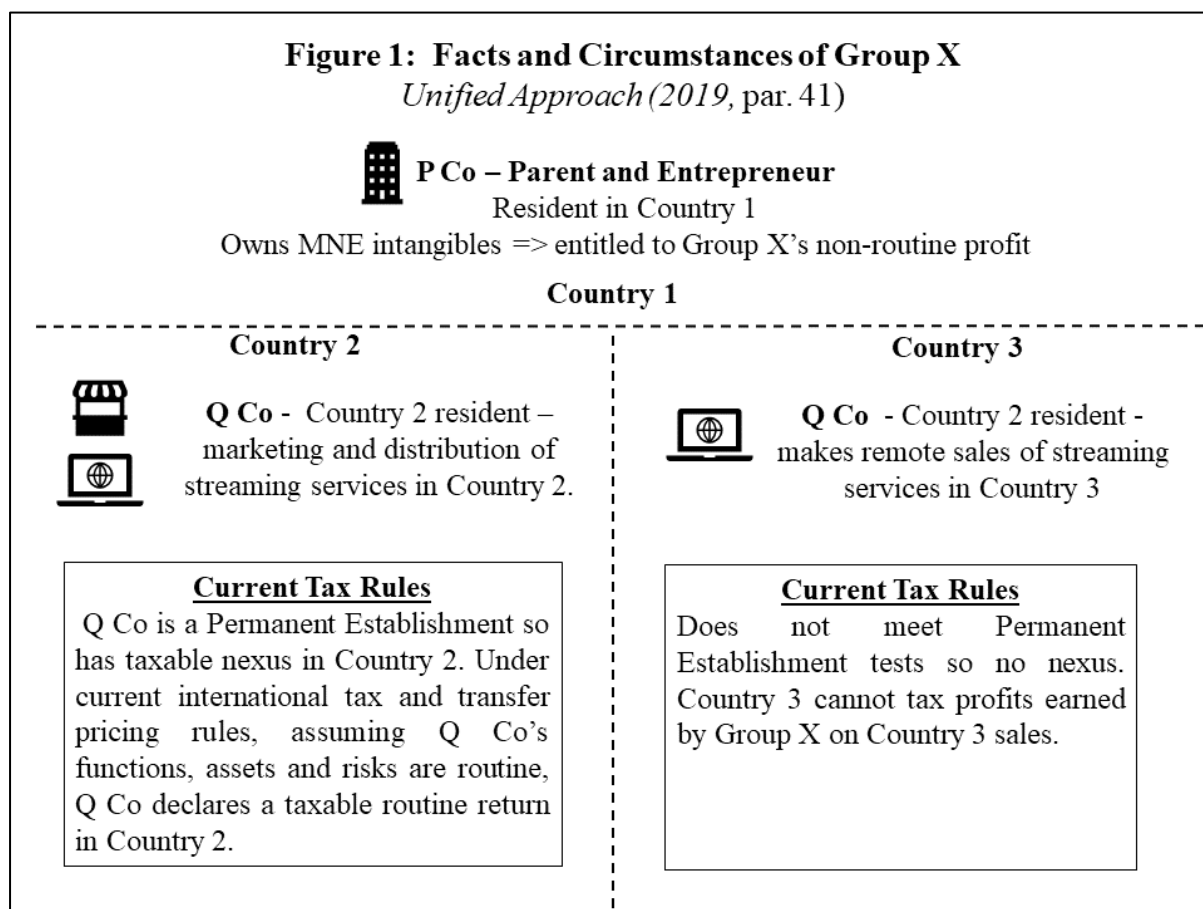 Figure 1: Facts and Circumstances of Group X
Unified Approach (2019, par. 41)
P Co – Parent and Entrepreneur
Resident in Country 1
Owns MNE intangibles => entitled to Group X's non-routine profit
Country 1
Country 2
Q Co - Country 2 resident –
marketing and distribution of
streaming services in Country 2.
Current Tax Rules
Q Co is a Permanent Establishment so
has taxable nexus in Country 2. Under
current international tax and transfer
pricing rules, assuming Q Co's
functions, assets and risks are routine,
Q Co declares a taxable routine return
in Country 2.
Country 3
Q Co - Country 2 resident -
makes remote sales of streaming
services in Country 3
Current Tax Rules
Does not meet Permanent
Establishment tests so no nexus.
Country 3 cannot tax profits earned
by Group X on Country 3 sales.